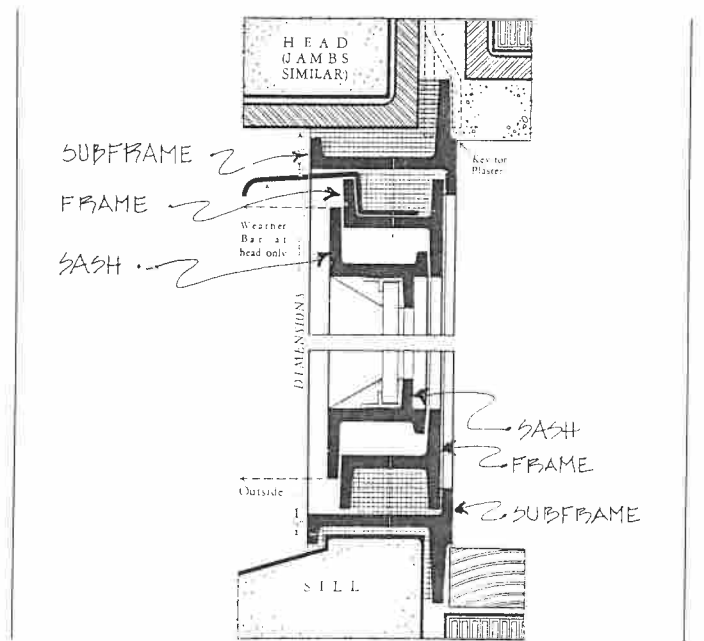 HEAD
(JAMBS
SIMILAR)
SUBFRAME
Key for
Plaster
FRAME
Weather
Bar at
head only
SASH
DIMENSIONS
SASH
FRAME
Outside
SUBFRAME
SILL